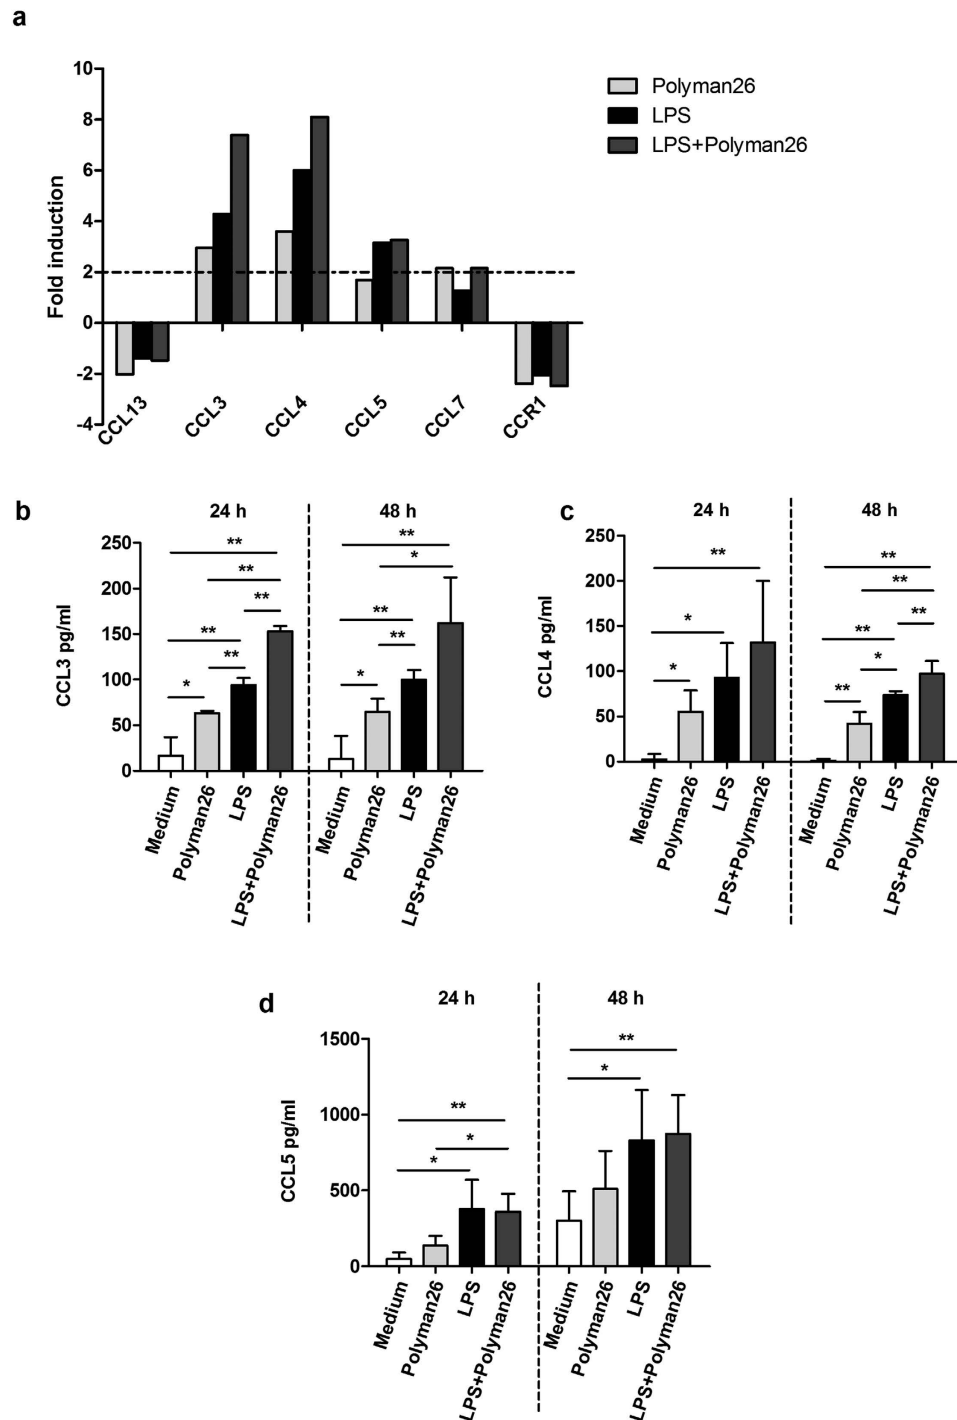 a
10
8
6
4
2
0
-2
-4
Fold induction
CCL13
CCL3
CCL4
CCL5
CCL7
CCR1
Polyman26
LPS
LPS+Polyman26
b
24 h
48 h
250
200
150
100
50
0
CCL3 pg/ml
**
**
**
**
**
*
**
*
**
**
*
Medium
Polyman26
LPS
LPS+Polyman26
Medium
Polyman26
LPS
LPS+Polyman26
c
24 h
48 h
250
200
150
100
50
0
CCL4 pg/ml
**
*
*
**
**
**
**
*
**
Medium
Polyman26
LPS
LPS+Polyman26
Medium
Polyman26
LPS
LPS+Polyman26
d
24 h
48 h
1500
1000
500
0
CCL5 pg/ml
**
*
*
**
*
Medium
Polyman26
LPS
LPS+Polyman26
Medium
Polyman26
LPS
LPS+Polyman26